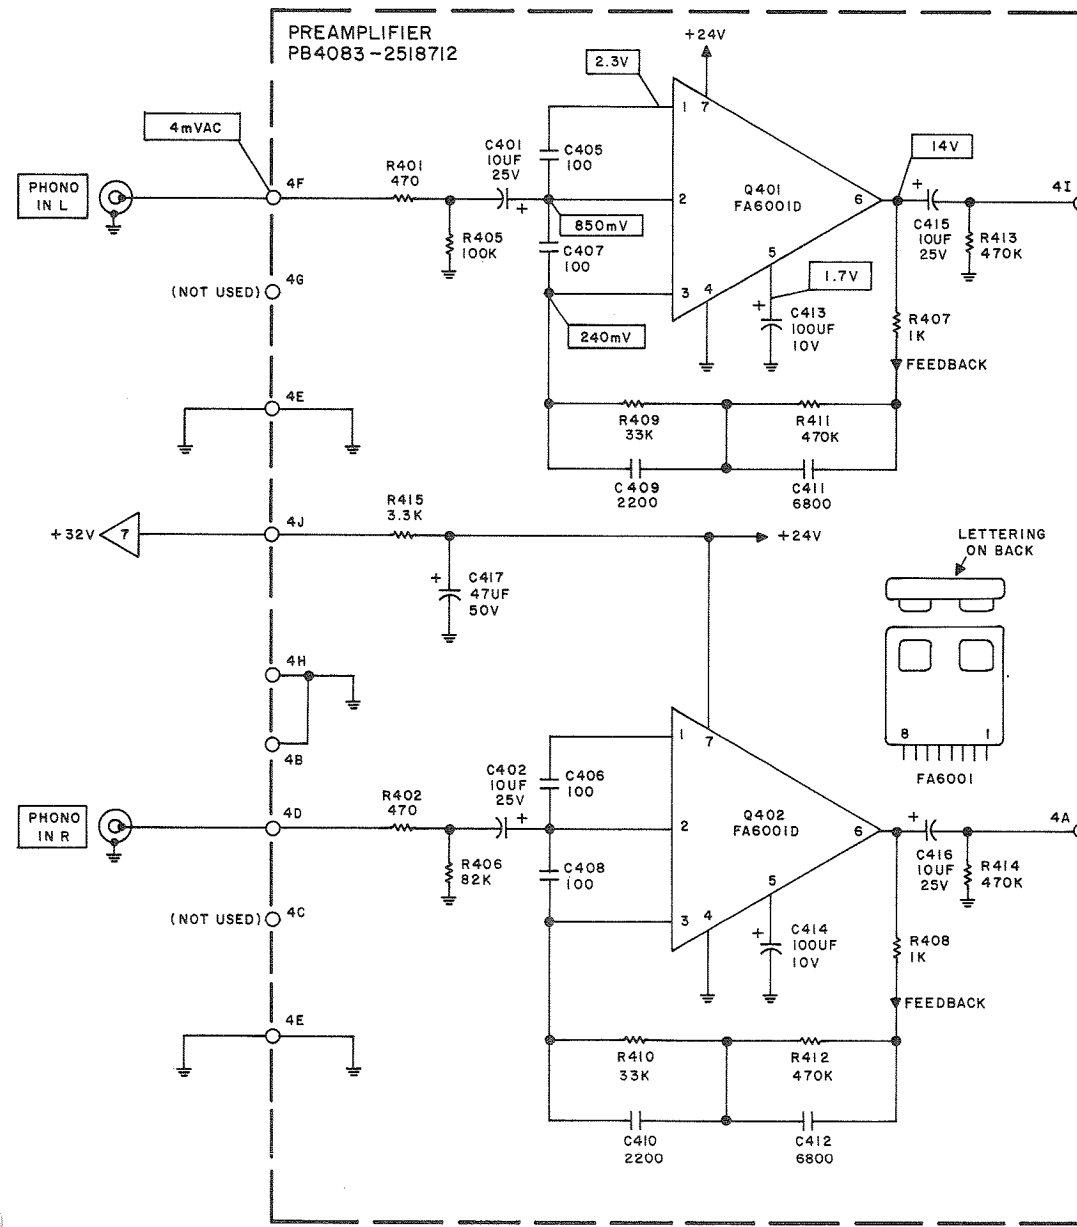 PREAMPLIFIER
PB4083-2518712
+24V
2.3V
4mVAC
PHONO
IN L
4F
R401
470
C401
10UF
25V
+
C405
100
1
7
2
Q401
FA6001D
6
14V
+
C415
10UF
25V
4I
R413
470K
R405
100K
850mV
C407
100
5
1.7V
(NOT USED)
4G
3
4
240mV
+
C413
100UF
10V
R407
1K
FEEDBACK
4E
R409
33K
R411
470K
C409
2200
C411
6800
+32V
7
4J
R415
3.3K
+24V
+
C417
47UF
50V
LETTERING
ON BACK
8
1
FA6001
4H
4B
PHONO
IN R
4D
R402
470
C402
10UF
25V
+
C406
100
1
7
2
Q402
FA6001D
6
+
C416
10UF
25V
4A
R414
470K
R406
82K
C408
100
5
(NOT USED)
4C
3
4
+
C414
100UF
10V
R408
1K
FEEDBACK
4E
R410
33K
R412
470K
C410
2200
C412
6800